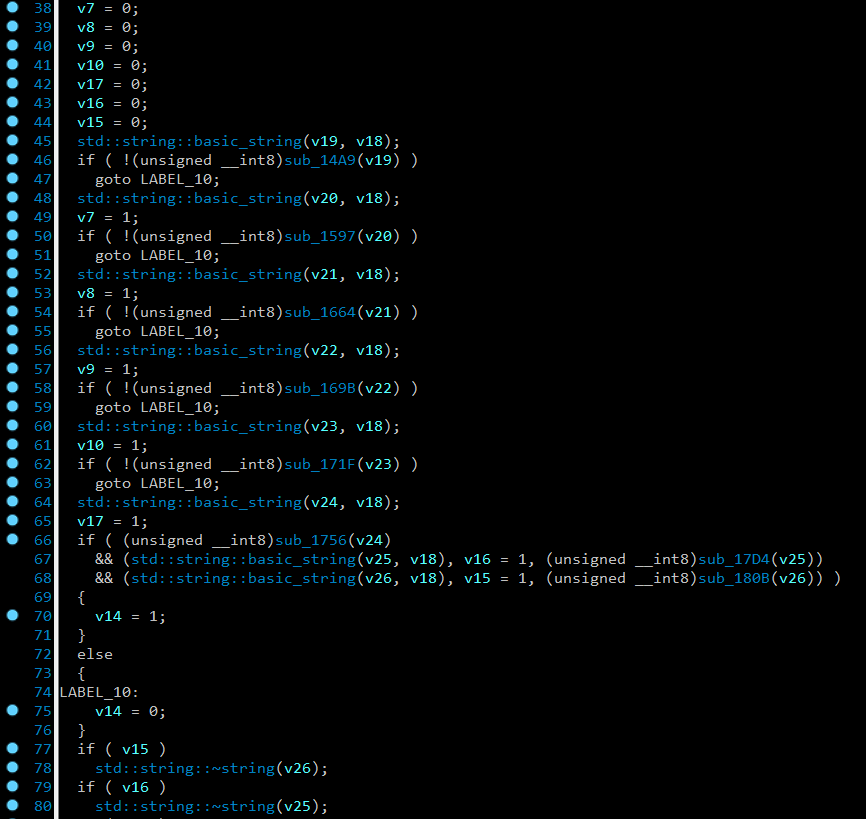 38 v7 = 0;
39 v8 = 0;
40 v9 = 0;
41 v10 = 0;
42 v17 = 0;
43 v16 = 0;
44 v15 = 0;
45 std::string::basic_string(v19, v18);
46 if ( !(unsigned __int8)sub_14A9(v19) )
47 goto LABEL_10;
48 std::string::basic_string(v20, v18);
49 v7 = 1;
50 if ( !(unsigned __int8)sub_1597(v20) )
51 goto LABEL_10;
52 std::string::basic_string(v21, v18);
53 v8 = 1;
54 if ( !(unsigned __int8)sub_1664(v21) )
55 goto LABEL_10;
56 std::string::basic_string(v22, v18);
57 v9 = 1;
58 if ( !(unsigned __int8)sub_169B(v22) )
59 goto LABEL_10;
60 std::string::basic_string(v23, v18);
61 v10 = 1;
62 if ( !(unsigned __int8)sub_171F(v23) )
63 goto LABEL_10;
64 std::string::basic_string(v24, v18);
65 v17 = 1;
66 if ( (unsigned __int8)sub_1756(v24)
67 && (std::string::basic_string(v25, v18), v16 = 1, (unsigned __int8)sub_17D4(v25))
68 && (std::string::basic_string(v26, v18), v15 = 1, (unsigned __int8)sub_180B(v26)) )
69 {
70 v14 = 1;
71 }
72 else
73 {
74 LABEL_10:
75 v14 = 0;
76 }
77 if ( v15 )
78 std::string::~string(v26);
79 if ( v16 )
80 std::string::~string(v25);